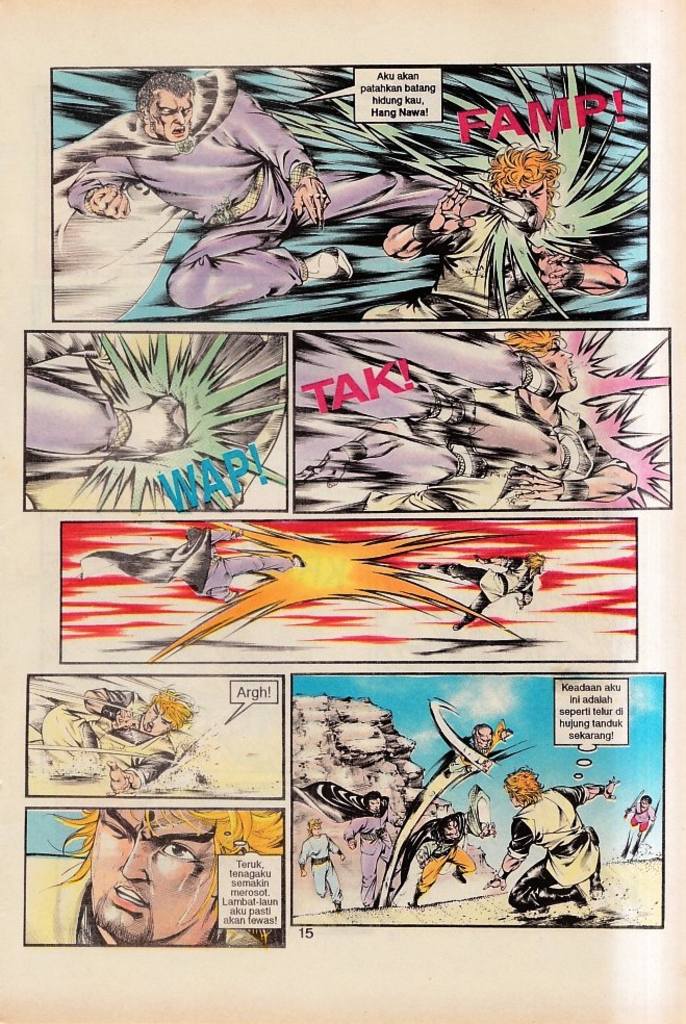 Aku akan
patahkan batang
hidung kau,
Hang Nawa!
FAMP!
WAP!
TAK!
Argh!
Teruk,
tenagaku
semakin
merosot.
Lambat-laun
aku pasti
akan tewas!
Keadaan aku
ini adalah
seperti telur di
hujung tanduk
sekarang!
15